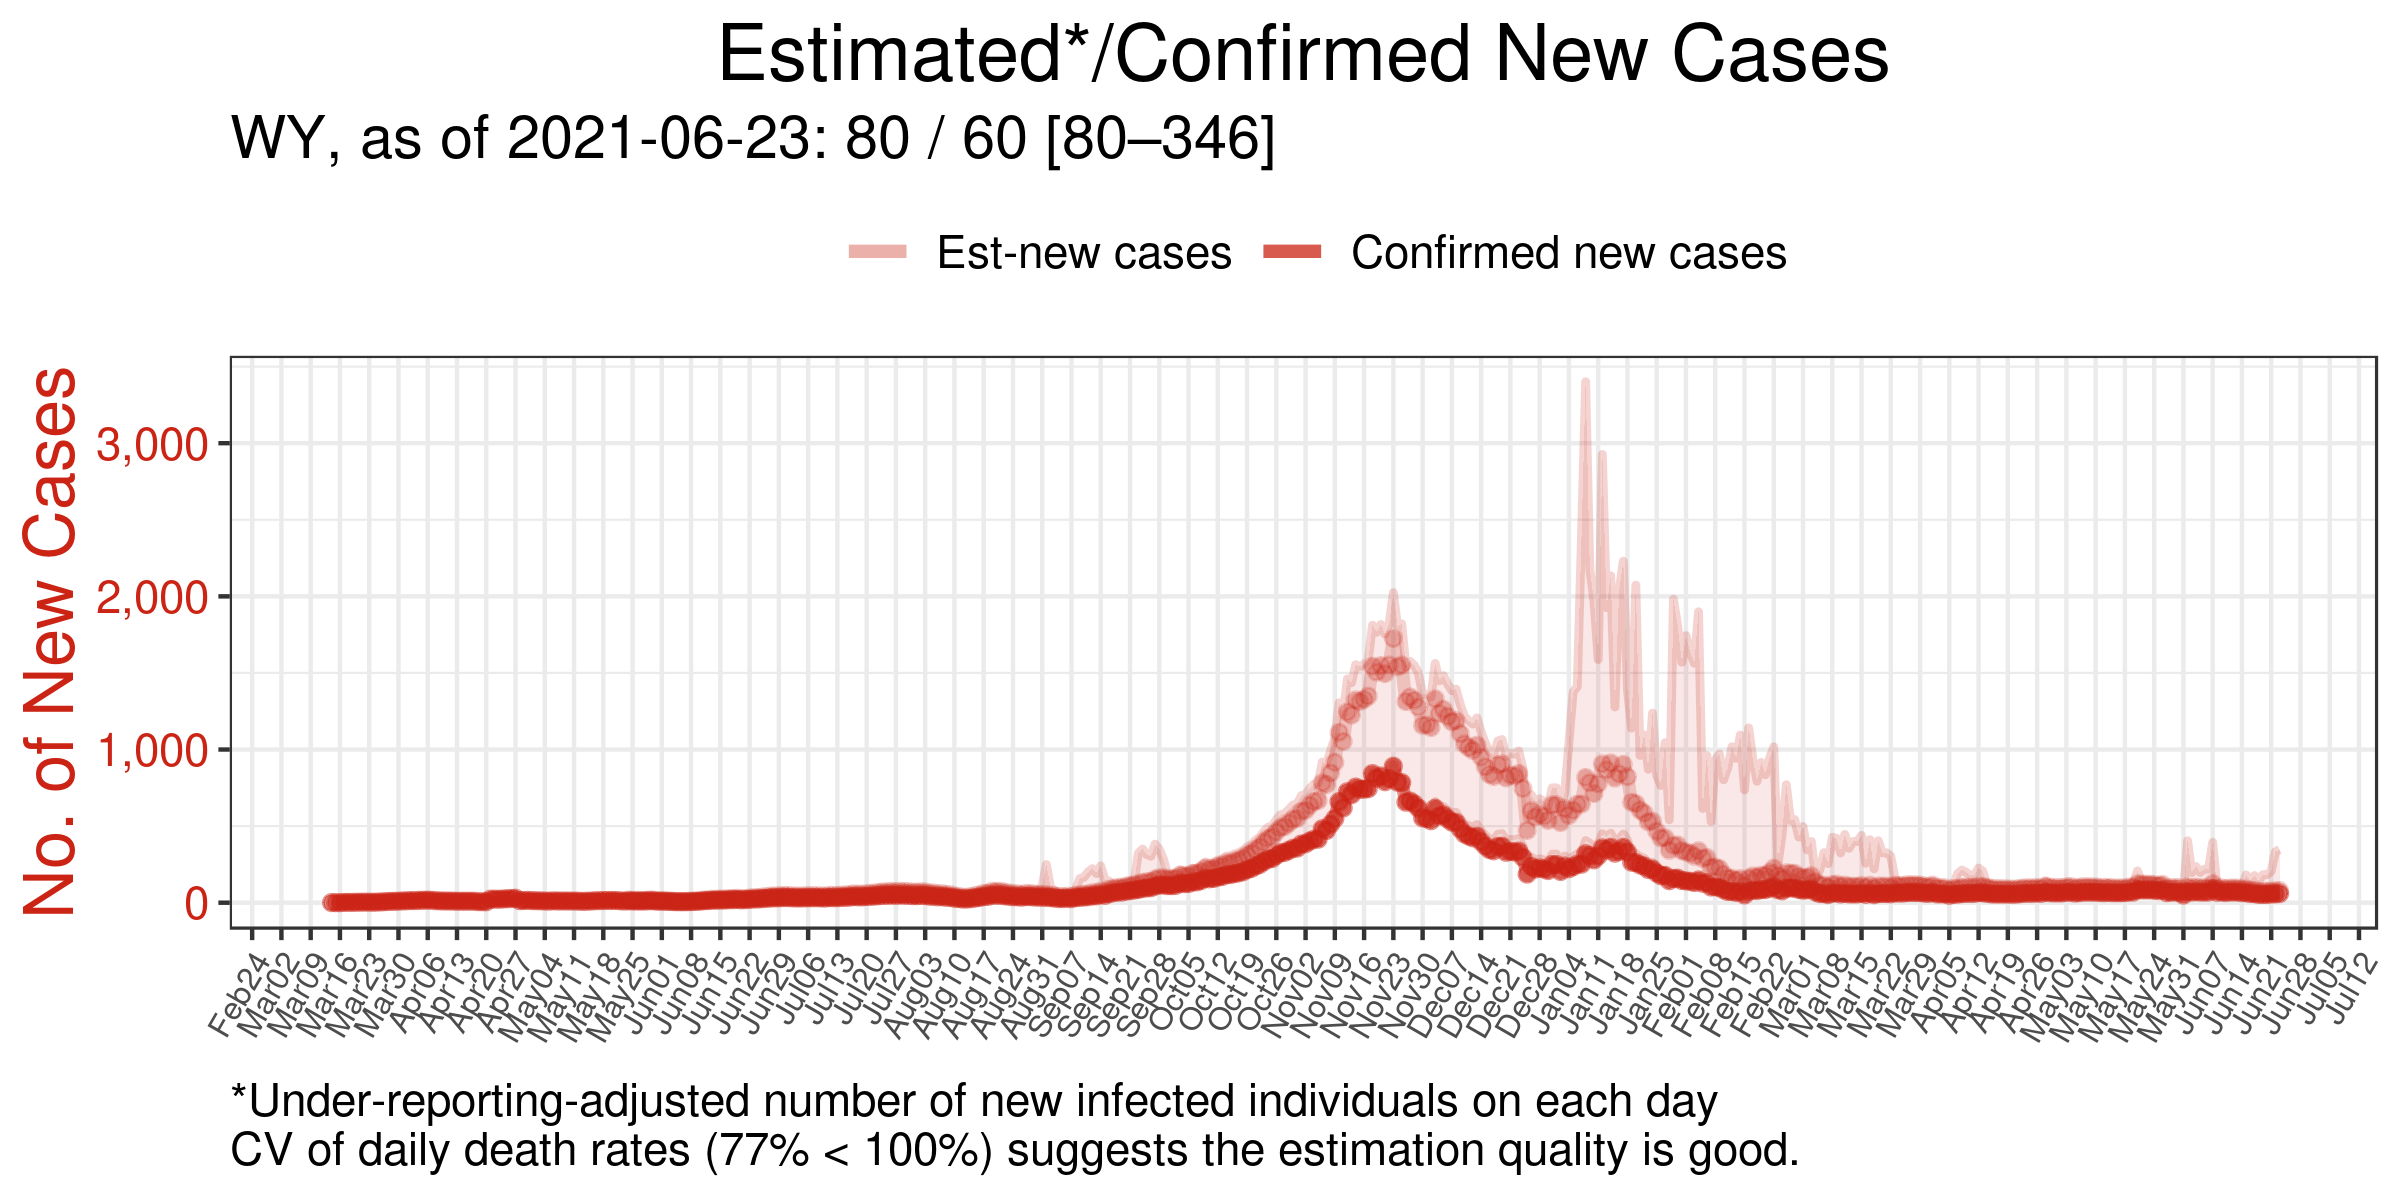 Estimated*/Confirmed New Cases
WY, as of 2021-06-23: 80 / 60 [80–346]
Est-new cases
Confirmed new cases
No. of New Cases
3,000
2,000
1,000
0
Feb24
Mar02
Mar09
Mar16
Mar23
Mar30
Apr06
Apr13
Apr20
Apr27
May04
May11
May18
May25
Jun01
Jun08
Jun15
Jun22
Jun29
Jul06
Jul13
Jul20
Jul27
Aug03
Aug10
Aug17
Aug24
Aug31
Sep07
Sep14
Sep21
Sep28
Oct05
Oct12
Oct19
Oct26
Nov02
Nov09
Nov16
Nov23
Nov30
Dec07
Dec14
Dec21
Dec28
Jan04
Jan11
Jan18
Jan25
Feb01
Feb08
Feb15
Feb22
Mar01
Mar08
Mar15
Mar22
Mar29
Apr05
Apr12
Apr19
Apr26
May03
May10
May17
May24
May31
Jun07
Jun14
Jun21
Jun28
Jul05
Jul12
*Under-reporting-adjusted number of new infected individuals on each day
CV of daily death rates (77% < 100%) suggests the estimation quality is good.